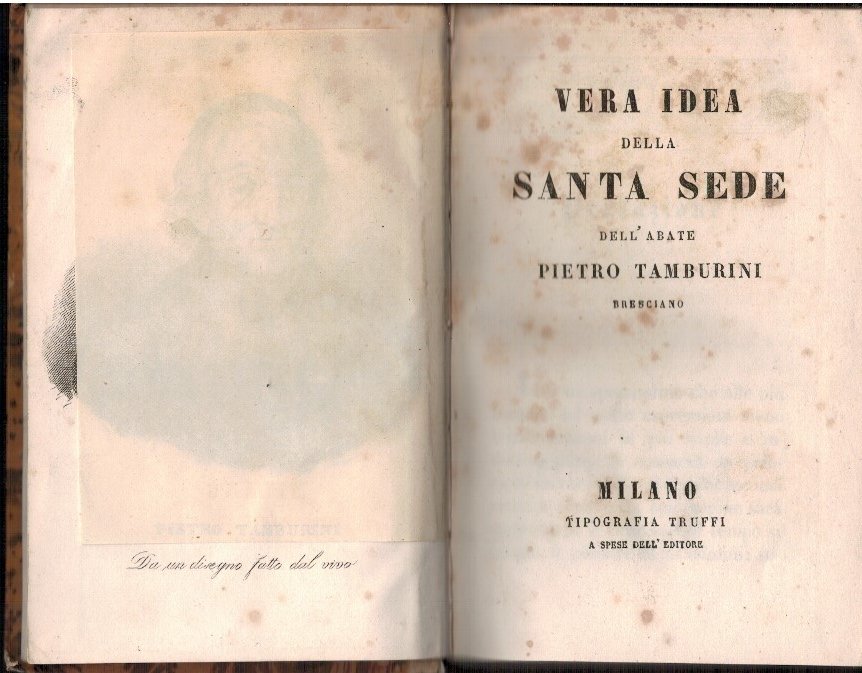 Da un disegno fatto dal vivo
VERA IDEA
DELLA
SANTA SEDE
DELL'ABATE
PIETRO TAMBURINI
BRESCIANO
MILANO
TIPOGRAFIA TRUFFI
A SPESE DELL'EDITORE